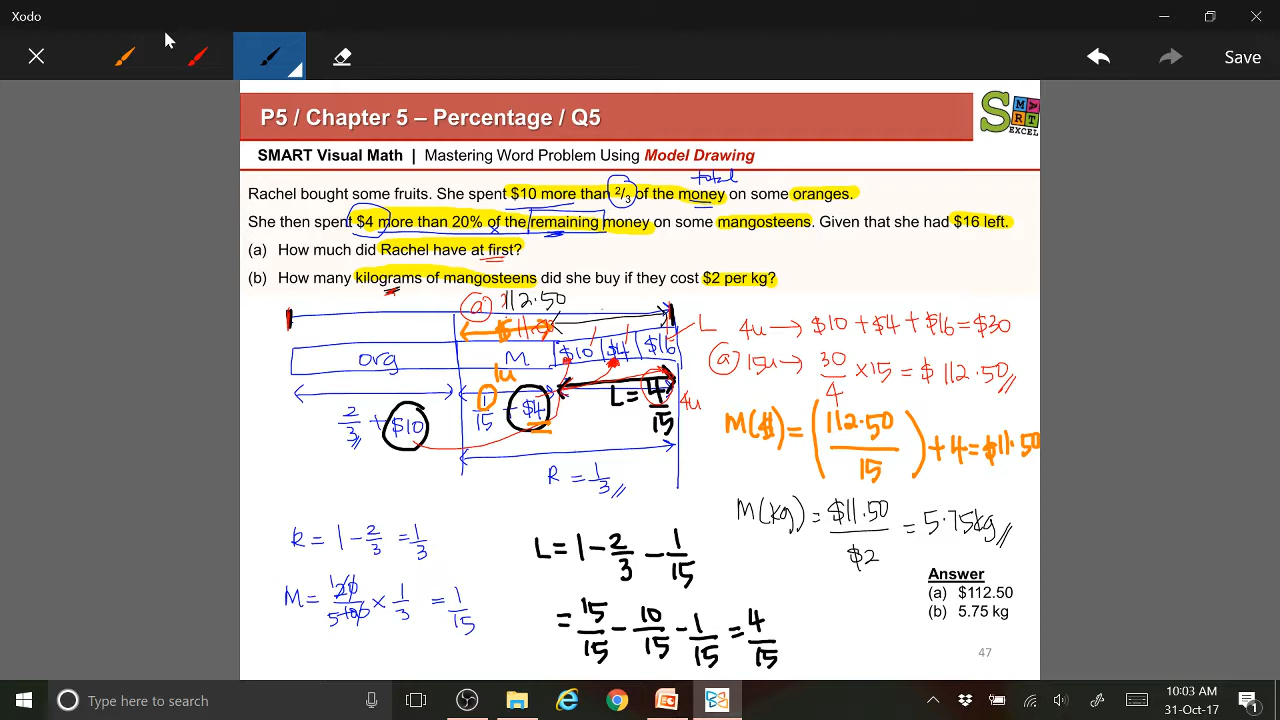 Xodo
Save
P5 / Chapter 5 – Percentage / Q5
SMART EXCEL
SMART Visual Math | Mastering Word Problem Using Model Drawing
total
Rachel bought some fruits. She spent $10 more than 2/3 of the money on some oranges.
She then spent $4 more than 20% of the remaining money on some mangosteens. Given that she had $16 left.
(a) How much did Rachel have at first?
(b) How many kilograms of mangosteens did she buy if they cost $2 per kg?
(a) 112.50
L
org M $10 $4 $16
1u
2/3 + $10
1/15 + $4
L = 4/15
4u
R = 1/3
4u → $10 + $4 + $16 = $30
(a) 15u → 30/4 × 15 = $112.50
M($) = (112.50/15) + 4 = $11.50
M(kg) = $11.50/$2 = 5.75kg
R = 1 - 2/3 = 1/3
M = 20/100 × 1/3 = 1/15
L = 1 - 2/3 - 1/15
= 15/15 - 10/15 - 1/15 = 4/15
Answer
(a) $112.50
(b) 5.75 kg
47
Type here to search
10:03 AM
31-Oct-17
1